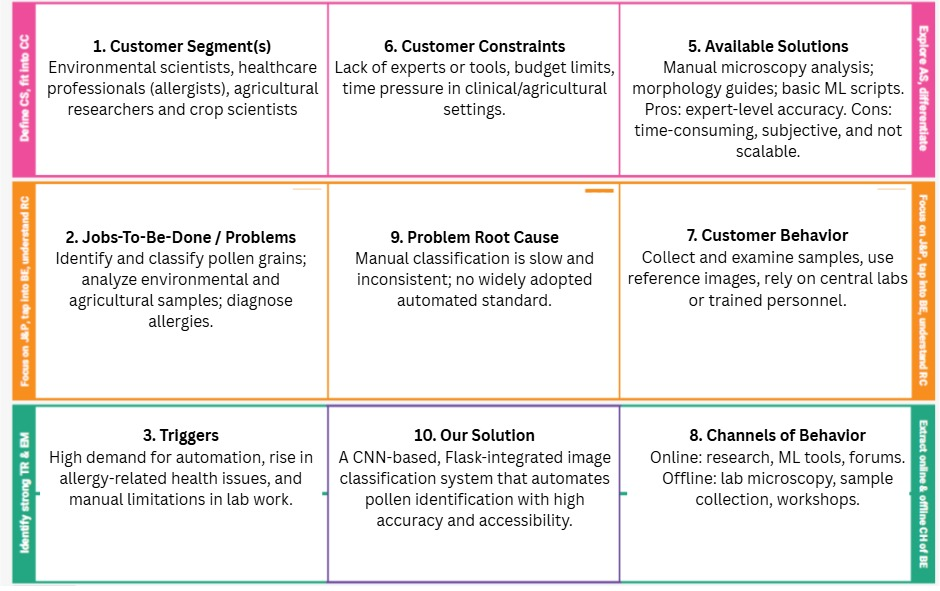 Define CS, fit into CC
1. Customer Segment(s)
Environmental scientists, healthcare
professionals (allergists), agricultural
researchers and crop scientists
6. Customer Constraints
Lack of experts or tools, budget limits,
time pressure in clinical/agricultural
settings.
5. Available Solutions
Manual microscopy analysis;
morphology guides; basic ML scripts.
Pros: expert-level accuracy. Cons:
time-consuming, subjective, and not
scalable.
Explore AS, differentiate
Focus on J&P, tap into BE, understand RC
2. Jobs-To-Be-Done / Problems
Identify and classify pollen grains;
analyze environmental and
agricultural samples; diagnose
allergies.
9. Problem Root Cause
Manual classification is slow and
inconsistent; no widely adopted
automated standard.
7. Customer Behavior
Collect and examine samples, use
reference images, rely on central labs
or trained personnel.
Focus on J&P, tap into BE, understand RC
Identify strong TR & EM
3. Triggers
High demand for automation, rise in
allergy-related health issues, and
manual limitations in lab work.
10. Our Solution
A CNN-based, Flask-integrated image
classification system that automates
pollen identification with high
accuracy and accessibility.
8. Channels of Behavior
Online: research, ML tools, forums.
Offline: lab microscopy, sample
collection, workshops.
Extract online & offline CH of BE